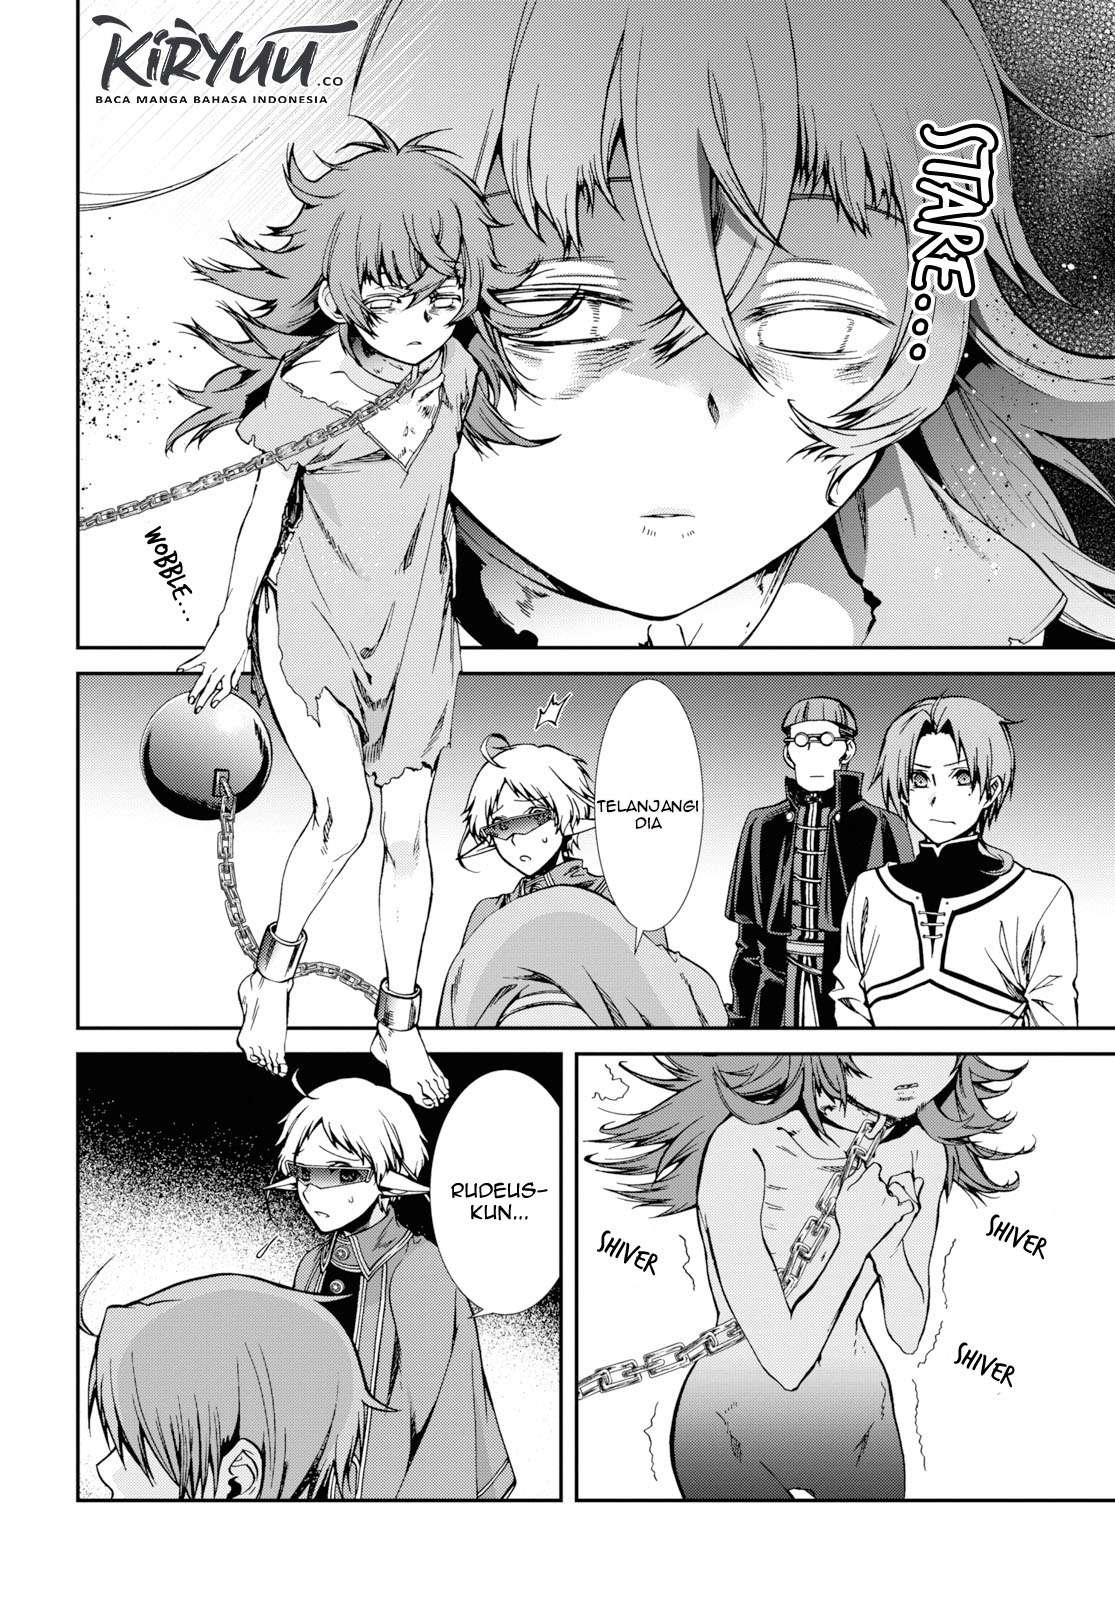 KIRYUU.CO
BACA MANGA BAHASA INDONESIA
STARE...
WOBBLE...
TELANJANGI
DIA
RUDEUS-
KUN...
SHIVER
SHIVER
SHIVER